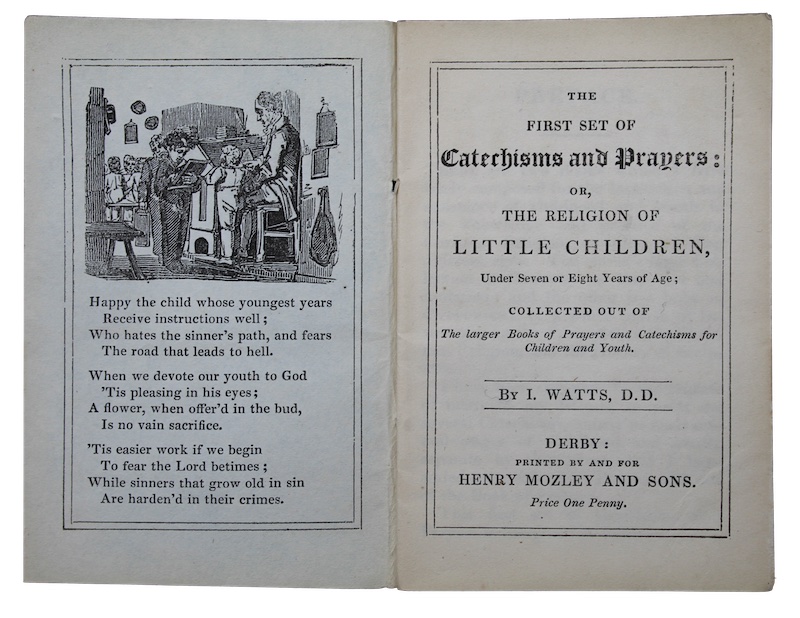 Happy the child whose youngest years
Receive instructions well;
Who hates the sinner's path, and fears
The road that leads to hell.
When we devote our youth to God
'Tis pleasing in his eyes;
A flower, when offer'd in the bud,
Is no vain sacrifice.
'Tis easier work if we begin
To fear the Lord betimes;
While sinners that grow old in sin
Are harden'd in their crimes.
THE
FIRST SET OF
Catechisms and Prayers:
OR,
THE RELIGION OF
LITTLE CHILDREN,
Under Seven or Eight Years of Age;
COLLECTED OUT OF
The larger Books of Prayers and Catechisms for
Children and Youth.
By I. WATTS, D.D.
DERBY:
PRINTED BY AND FOR
HENRY MOZLEY AND SONS.
Price One Penny.